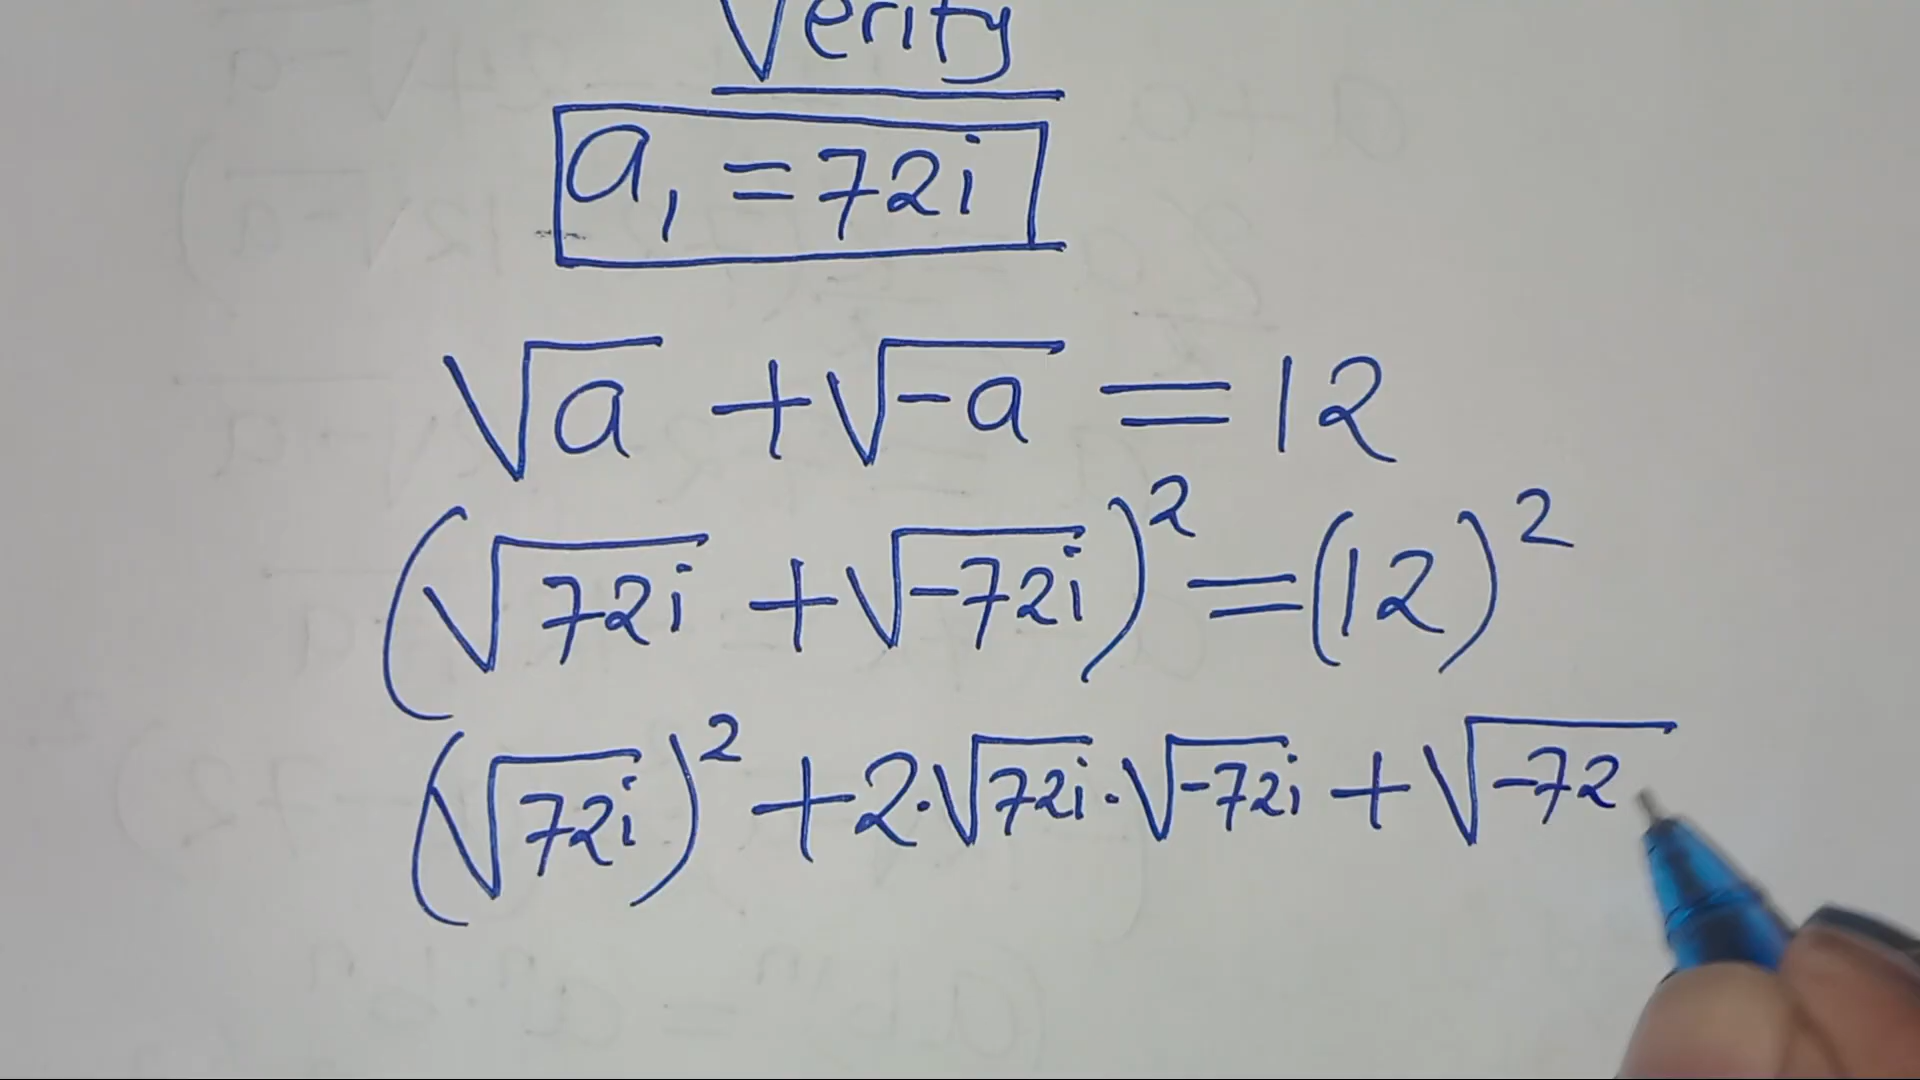 Verify
a₁ = 72i
√a + √-a = 12
(√72i + √-72i)² = (12)²
(√72i)² + 2·√72i·√-72i + √-72